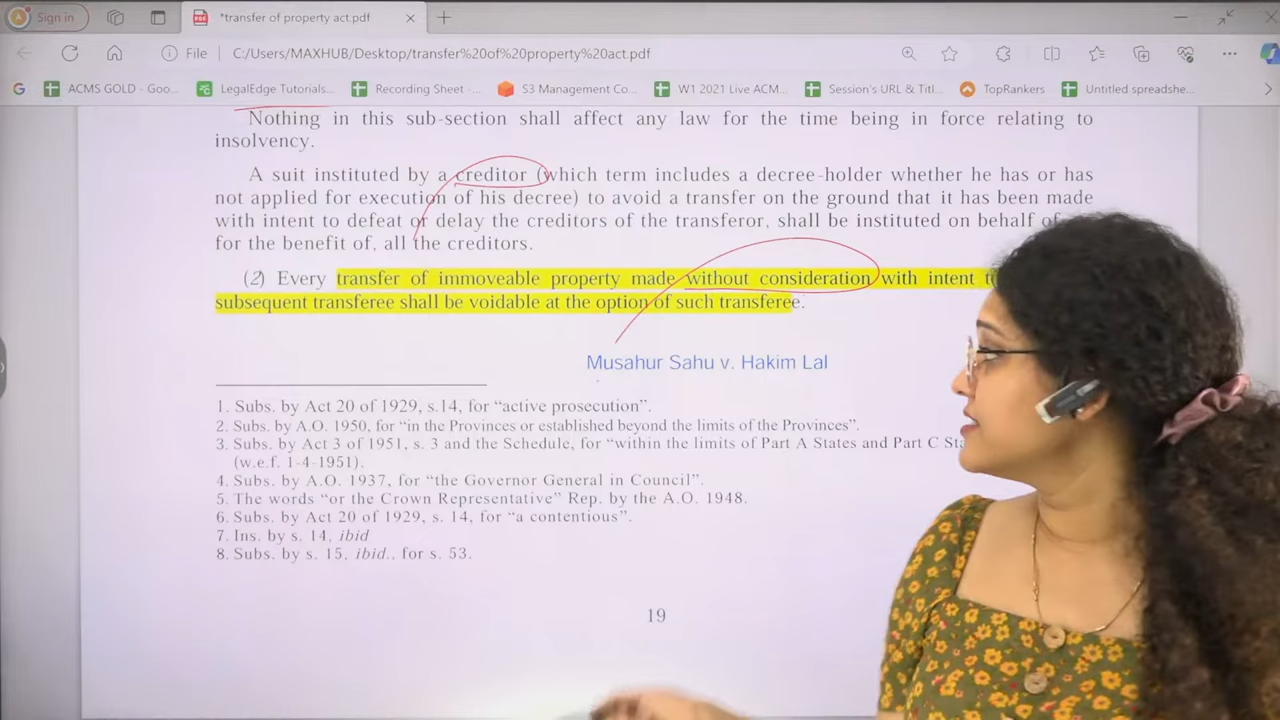 Sign in
*transfer of property act.pdf
File
C:/Users/MAXHUB/Desktop/transfer%20of%20property%20act.pdf
ACMS GOLD - Goo...
LegalEdge Tutorials...
Recording Sheet -...
S3 Management Co...
W1 2021 Live ACM...
Session's URL & Titl...
TopRankers
Untitled spreadshe...
Nothing in this sub-section shall affect any law for the time being in force relating to
insolvency.
A suit instituted by a creditor (which term includes a decree-holder whether he has or has
not applied for execution of his decree) to avoid a transfer on the ground that it has been made
with intent to defeat or delay the creditors of the transferor, shall be instituted on behalf of
for the benefit of, all the creditors.
(2) Every transfer of immoveable property made without consideration with intent
subsequent transferee shall be voidable at the option of such transferee.
Musahur Sahu v. Hakim Lal
1. Subs. by Act 20 of 1929, s.14, for “active prosecution”.
2. Subs. by A.O. 1950, for “in the Provinces or established beyond the limits of the Provinces”.
3. Subs. by Act 3 of 1951, s. 3 and the Schedule, for “within the limits of Part A States and Part C
(w.e.f. 1-4-1951).
4. Subs. by A.O. 1937, for “the Governor General in Council”.
5. The words “or the Crown Representative” Rep. by the A.O. 1948.
6. Subs. by Act 20 of 1929, s. 14, for “a contentious”.
7. Ins. by s. 14, ibid
8. Subs. by s. 15, ibid., for s. 53.
19